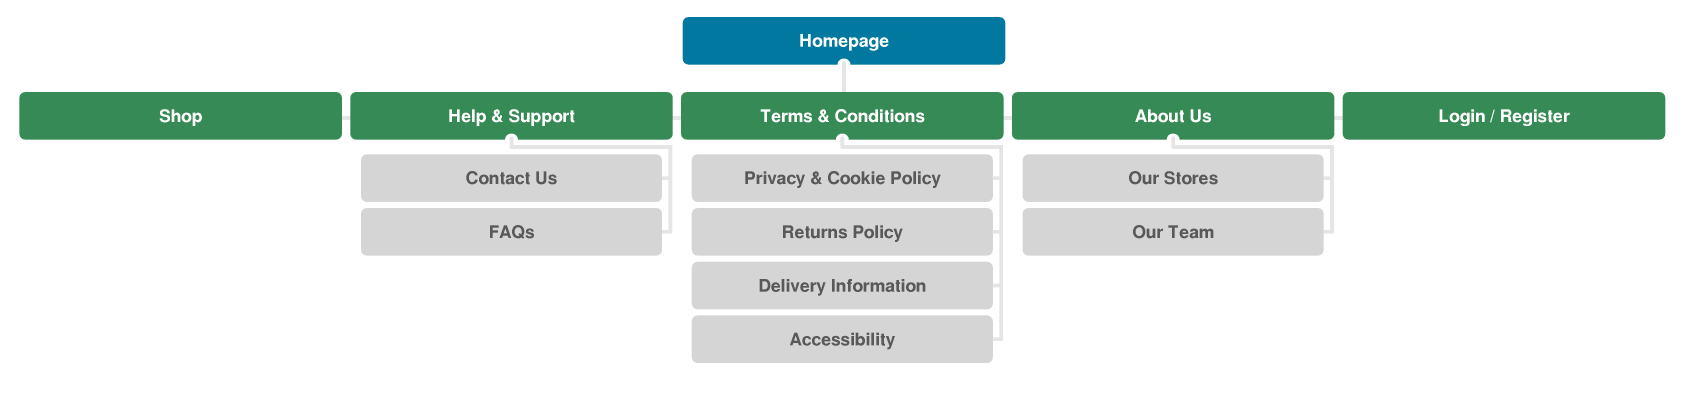 Homepage
Shop
Help & Support
Terms & Conditions
About Us
Login / Register
Contact Us
Privacy & Cookie Policy
Our Stores
FAQs
Returns Policy
Our Team
Delivery Information
Accessibility